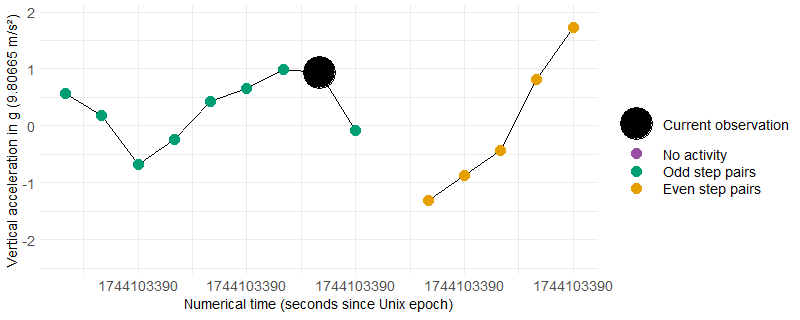 Vertical acceleration in g (9.80665 m/s²)
2
1
0
-1
-2
1744103390 1744103390 1744103390 1744103390 1744103390
Numerical time (seconds since Unix epoch)
Current observation
No activity
Odd step pairs
Even step pairs